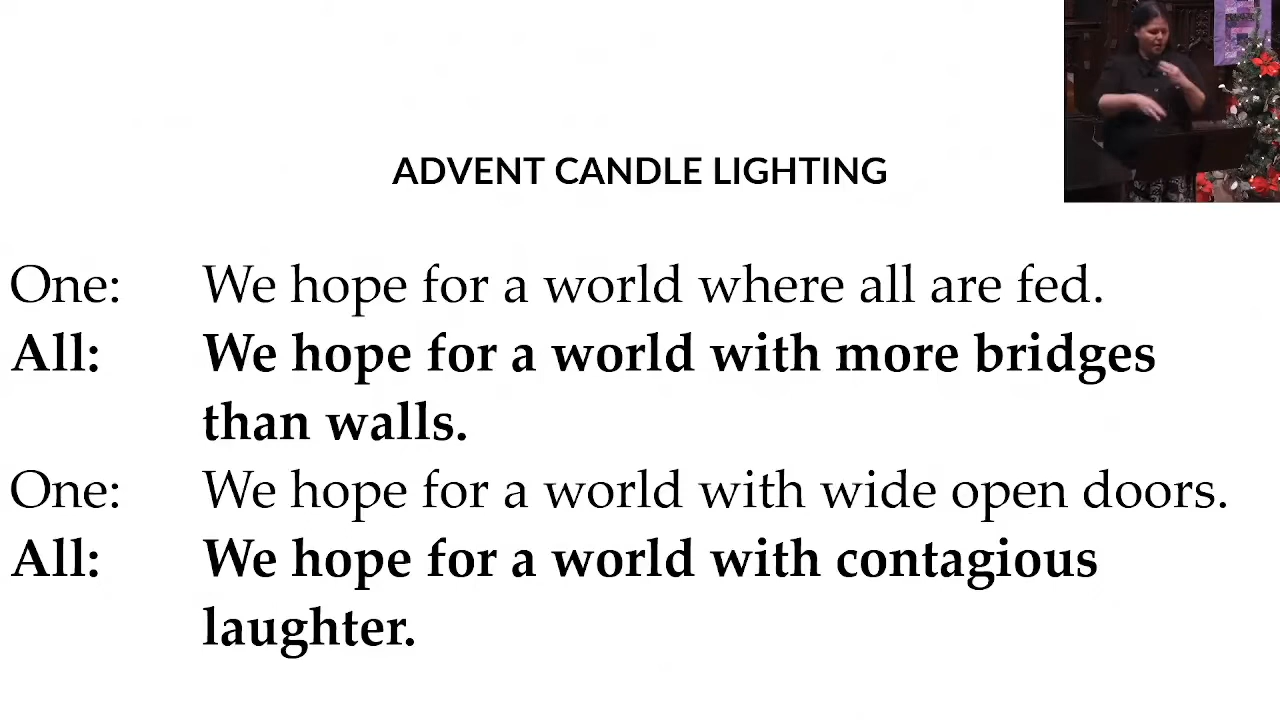 ADVENT CANDLE LIGHTING
One: We hope for a world where all are fed.
All: We hope for a world with more bridges
than walls.
One: We hope for a world with wide open doors.
All: We hope for a world with contagious
laughter.